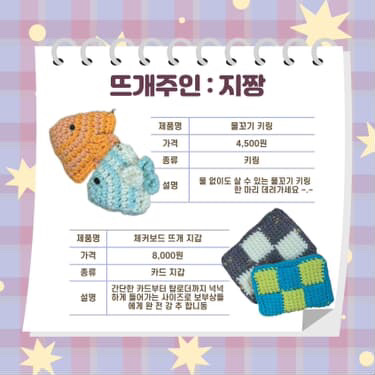 뜨개주인 : 지짱
제품명 물꼬기 키링
가격 4,500원
종류 키링
설명 물 없이도 살 수 있는 물꼬기 키링
한 마리 데려가세요 ~.~
제품명 체커보드 뜨개 지갑
가격 8,000원
종류 카드 지갑
설명 간단한 카드부터 탑로더까지 넉넉
하게 들어가는 사이즈로 보부상들
에게 완 전 강 추 합니동